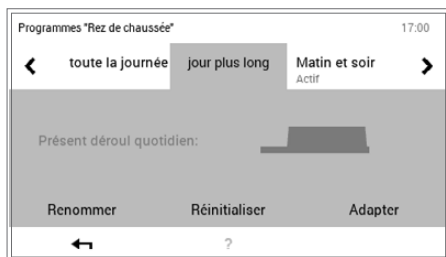 Programmes "Rez de chaussée" 17:00
toute la journée jour plus long Matin et soir
Actif
Présent déroul quotidien:
Renommer Réinitialiser Adapter
?